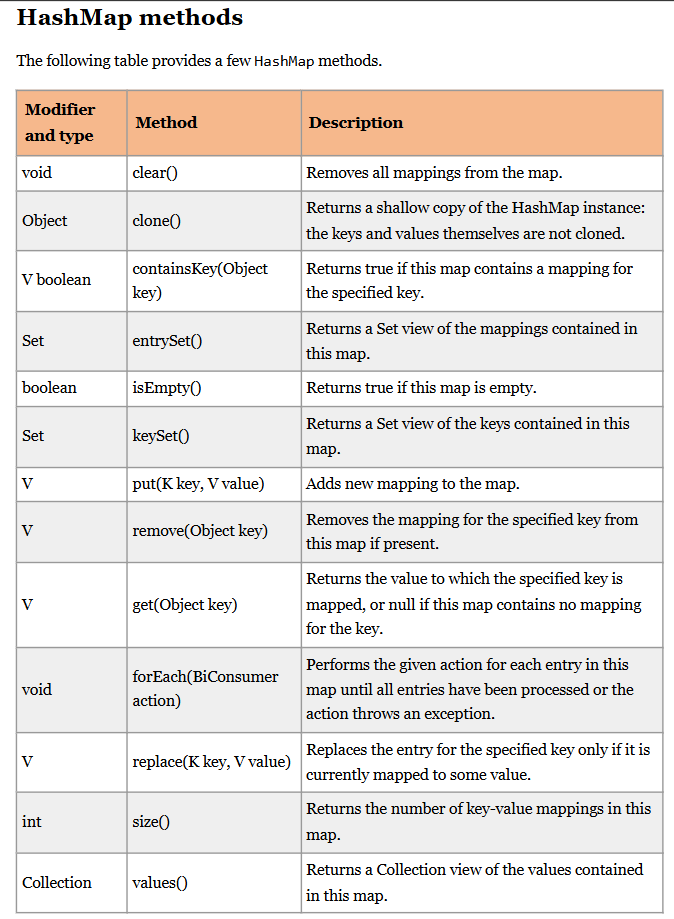 HashMap methods
The following table provides a few HashMap methods.
Modifier
and type
Method
Description
void
clear()
Removes all mappings from the map.
Object
clone()
Returns a shallow copy of the HashMap instance:
the keys and values themselves are not cloned.
V boolean
containsKey(Object
key)
Returns true if this map contains a mapping for
the specified key.
Set
entrySet()
Returns a Set view of the mappings contained in
this map.
boolean
isEmpty()
Returns true if this map is empty.
Set
keySet()
Returns a Set view of the keys contained in this
map.
V
put(K key, V value)
Adds new mapping to the map.
V
remove(Object key)
Removes the mapping for the specified key from
this map if present.
V
get(Object key)
Returns the value to which the specified key is
mapped, or null if this map contains no mapping
for the key.
void
forEach(BiConsumer
action)
Performs the given action for each entry in this
map until all entries have been processed or the
action throws an exception.
V
replace(K key, V value)
Replaces the entry for the specified key only if it is
currently mapped to some value.
int
size()
Returns the number of key-value mappings in this
map.
Collection
values()
Returns a Collection view of the values contained
in this map.